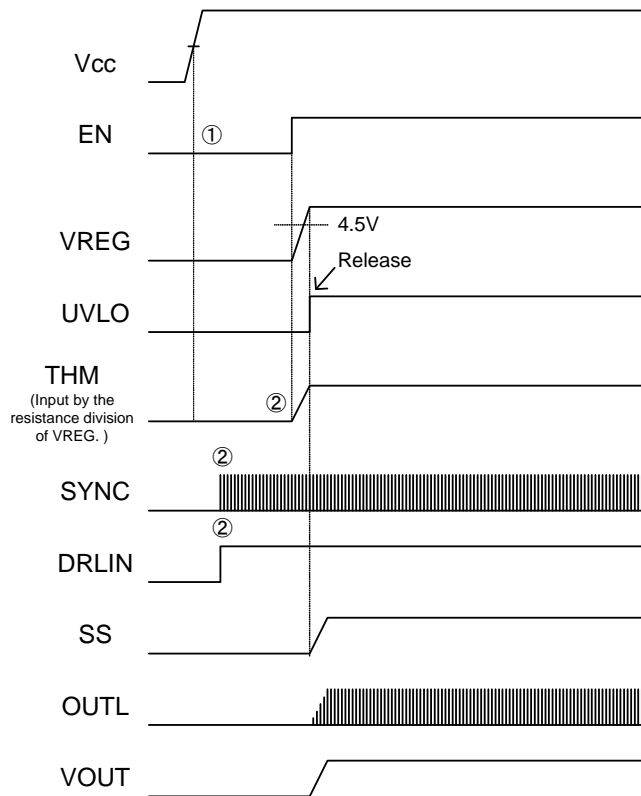 Vcc
EN
①
VREG
4.5V
Release
UVLO
THM
(Input by the
resistance division
of VREG. )
②
②
SYNC
②
DRLIN
SS
OUTL
VOUT